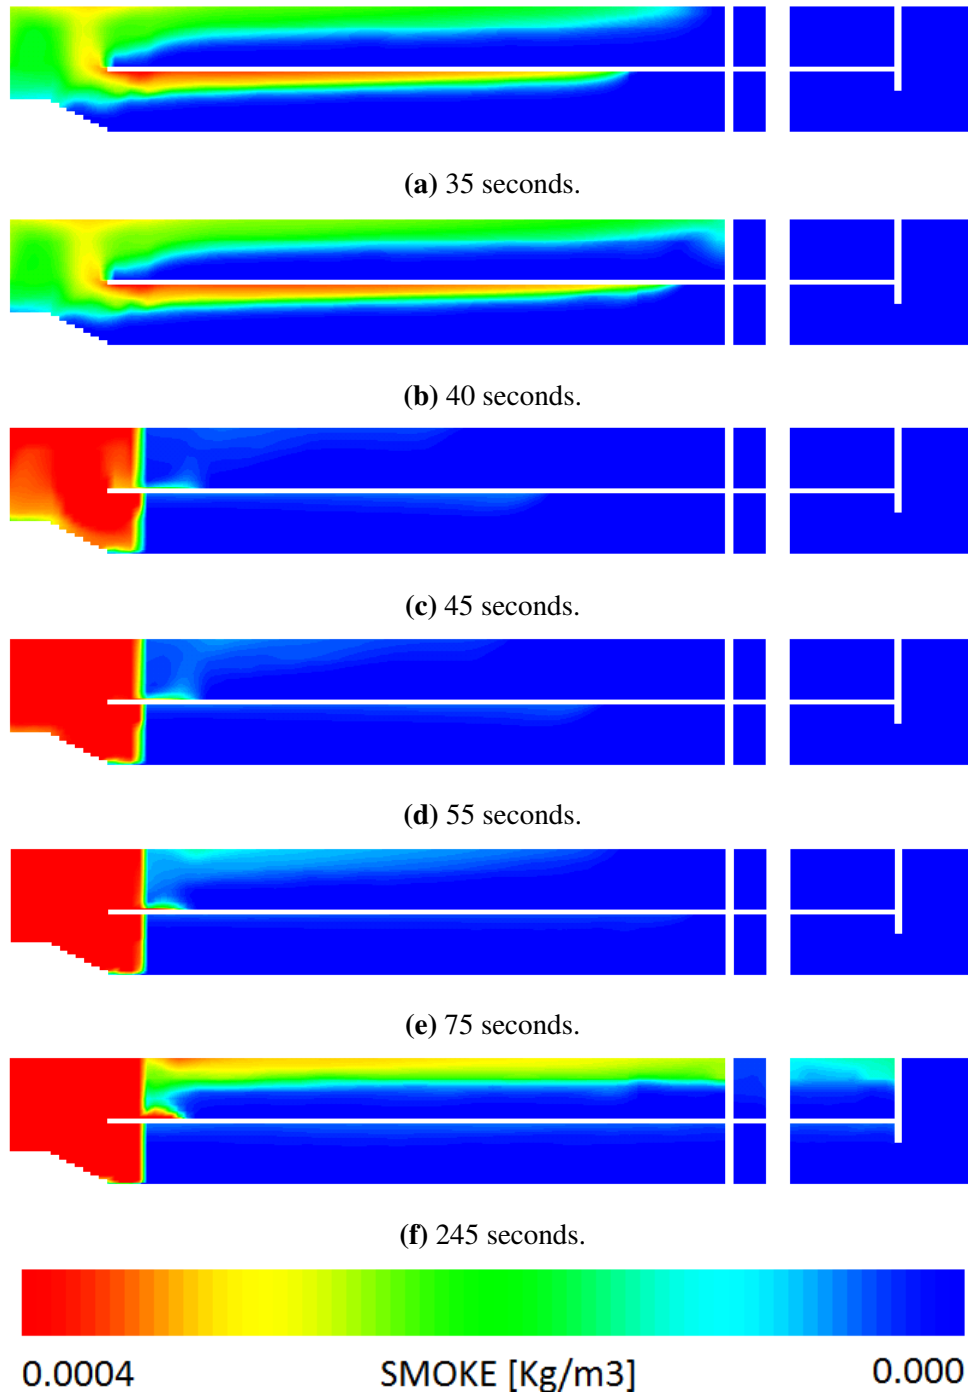 (a) 35 seconds.
(b) 40 seconds.
(c) 45 seconds.
(d) 55 seconds.
(e) 75 seconds.
(f) 245 seconds.
0.0004 SMOKE [Kg/m3] 0.000